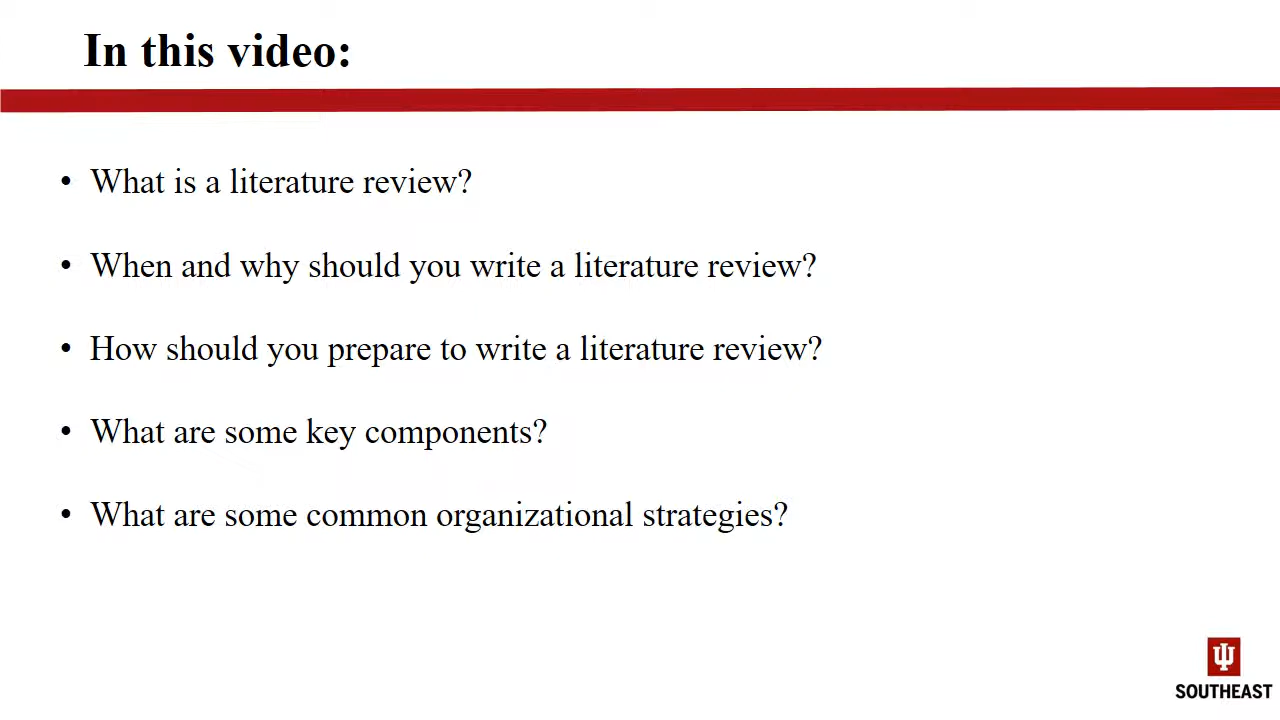 In this video:
• What is a literature review?
• When and why should you write a literature review?
• How should you prepare to write a literature review?
• What are some key components?
• What are some common organizational strategies?
SOUTHEAST